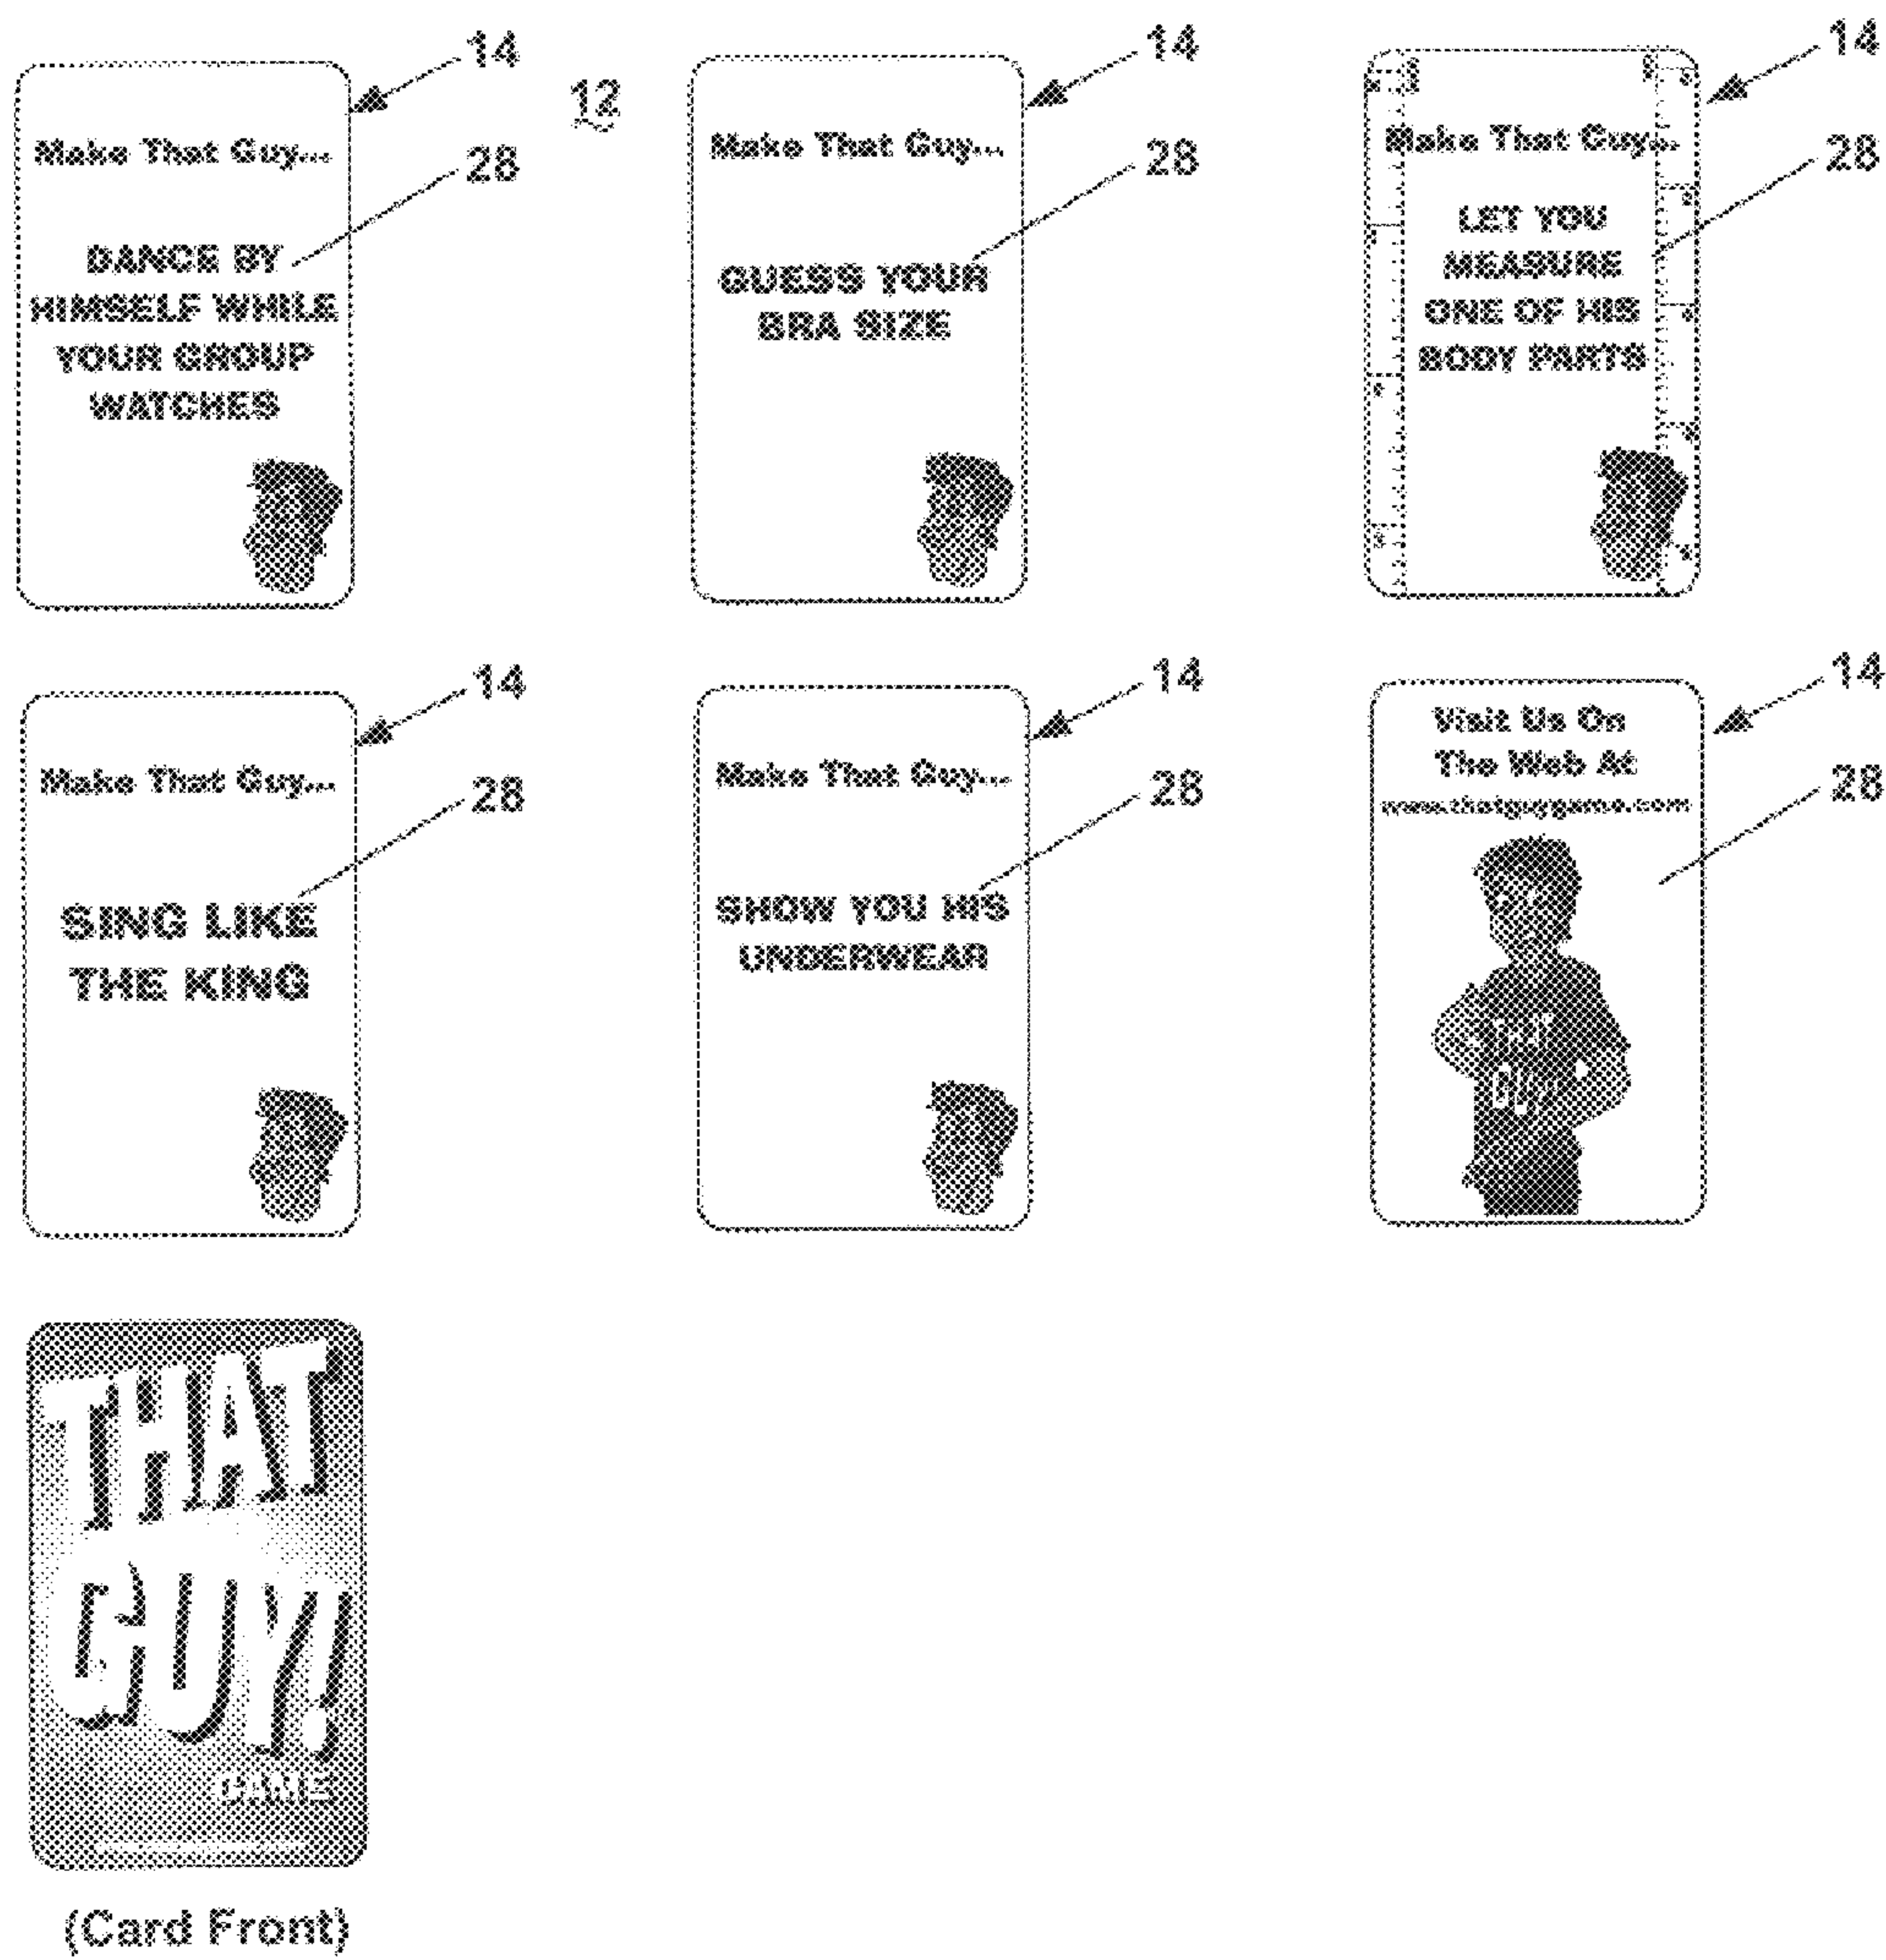 14
12
Make That Guy...
28
DANCE BY
HIMSELF WHILE
YOUR GROUP
WATCHES
14
Make That Guy...
28
GUESS YOUR
BRA SIZE
14
Make That Guy...
28
LET YOU
MEASURE
ONE OF HIS
BODY PARTS
14
Make That Guy...
28
SING LIKE
THE KING
14
Make That Guy...
28
SHOW YOU HIS
UNDERWEAR
14
Visit Us On
The Web At
www.thatguygame.com
28
THAT
GUY
THAT
GUY!
GAME
(Card Front)